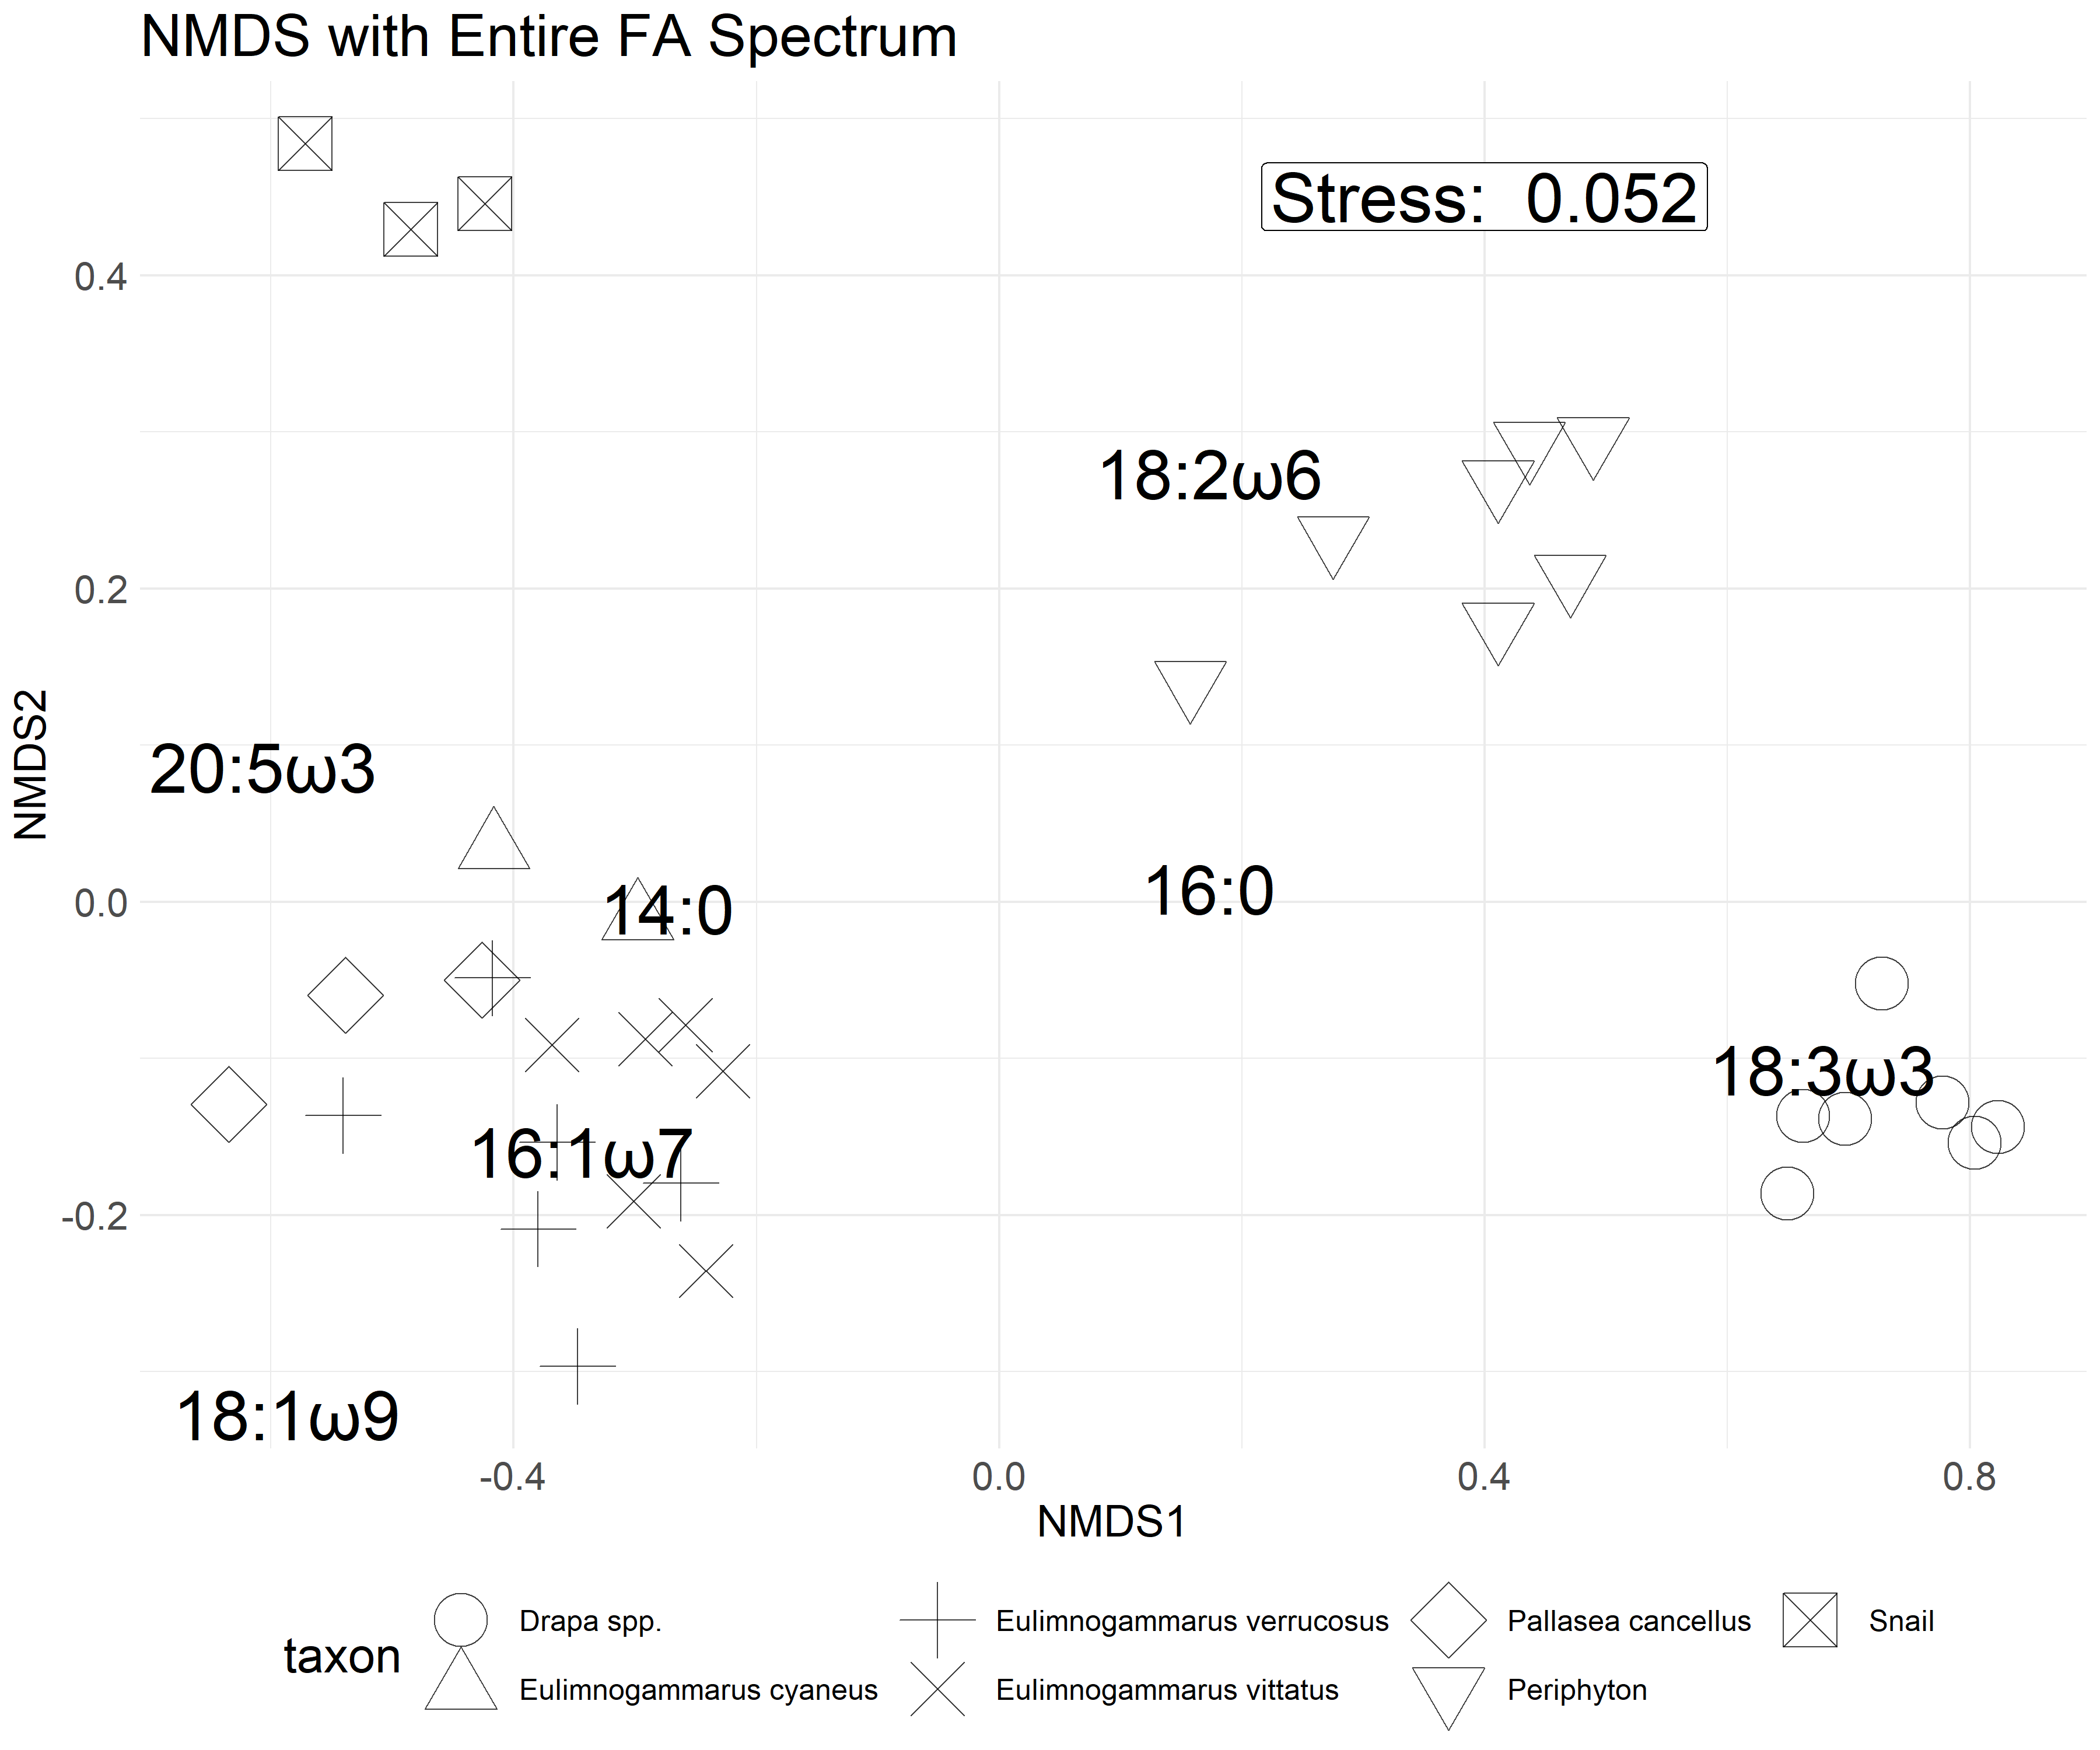 NMDS with Entire FA Spectrum
Stress:  0.052
0.4
18:2ω6
0.2
NMDS2
20:5ω3
14:0
16:0
0.0
18:3ω3
16:1ω7
-0.2
18:1ω9
-0.4 0.0 0.4 0.8
NMDS1
taxon
Drapa spp.
Eulimnogammarus cyaneus
Eulimnogammarus verrucosus
Eulimnogammarus vittatus
Pallasea cancellus
Periphyton
Snail